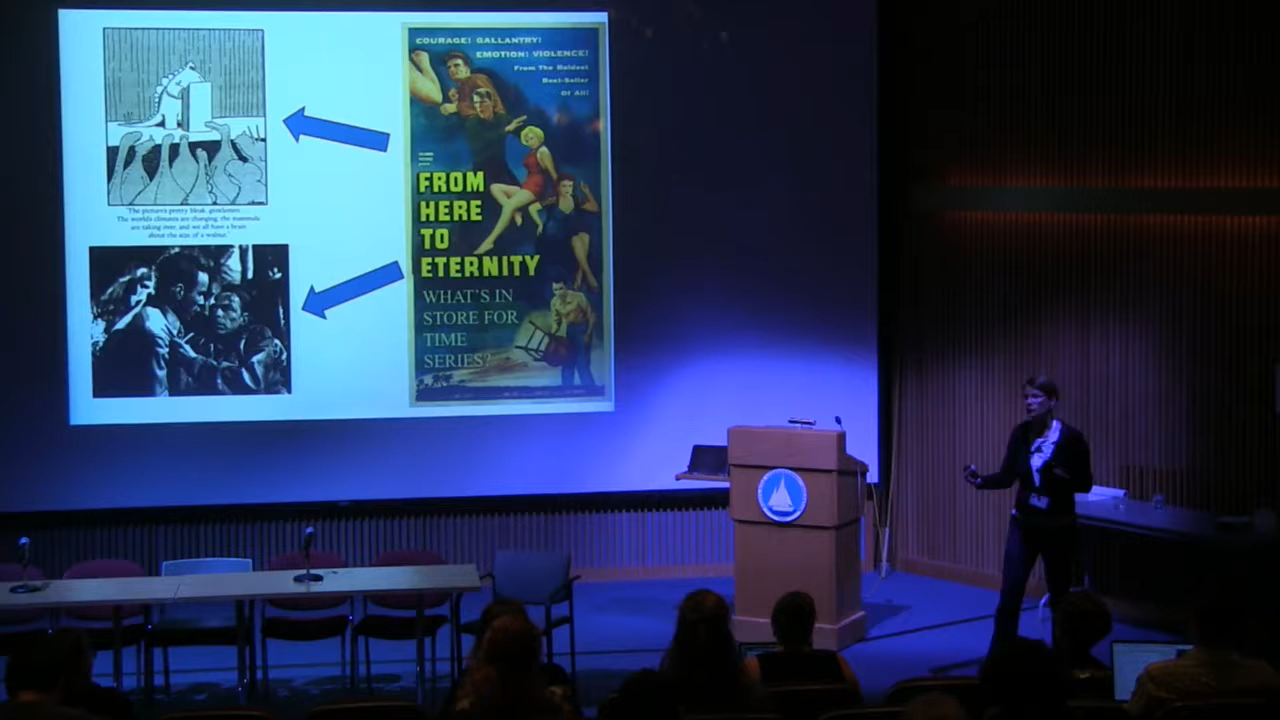 "The picture's pretty bleak, gentlemen.
The world's climates are changing, the mammals
are taking over, and we all have a brain
about the size of a walnut."
COURAGE! GALLANTRY!
EMOTION! VIOLENCE!
From The Boldest
Best-Seller
Of All!
FROM
HERE
TO
ETERNITY
WHAT'S IN
STORE FOR
TIME
SERIES?